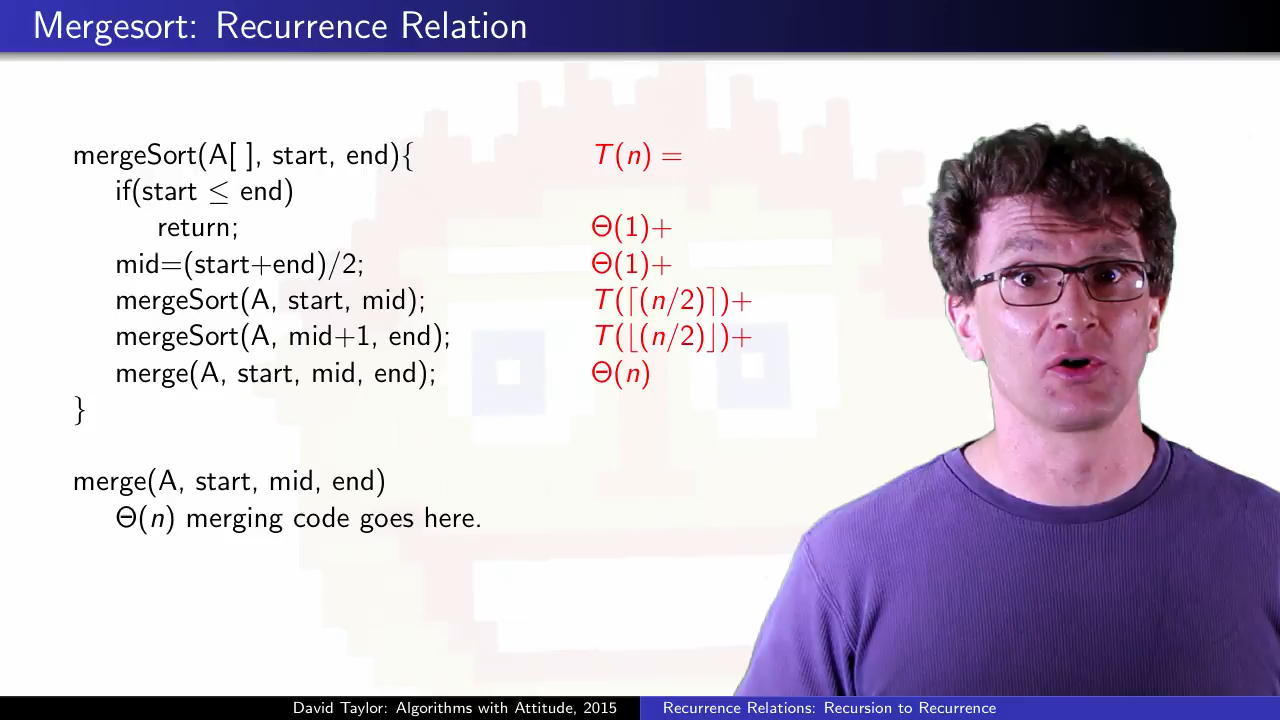 Mergesort: Recurrence Relation
mergeSort(A[ ], start, end){ T(n) =
if(start ≤ end)
return; Θ(1)+
mid=(start+end)/2; Θ(1)+
mergeSort(A, start, mid); T(⌈(n/2)⌉)+
mergeSort(A, mid+1, end); T(⌊(n/2)⌋)+
merge(A, start, mid, end); Θ(n)
}
merge(A, start, mid, end)
Θ(n) merging code goes here.
David Taylor: Algorithms with Attitude, 2015 Recurrence Relations: Recursion to Recurrence